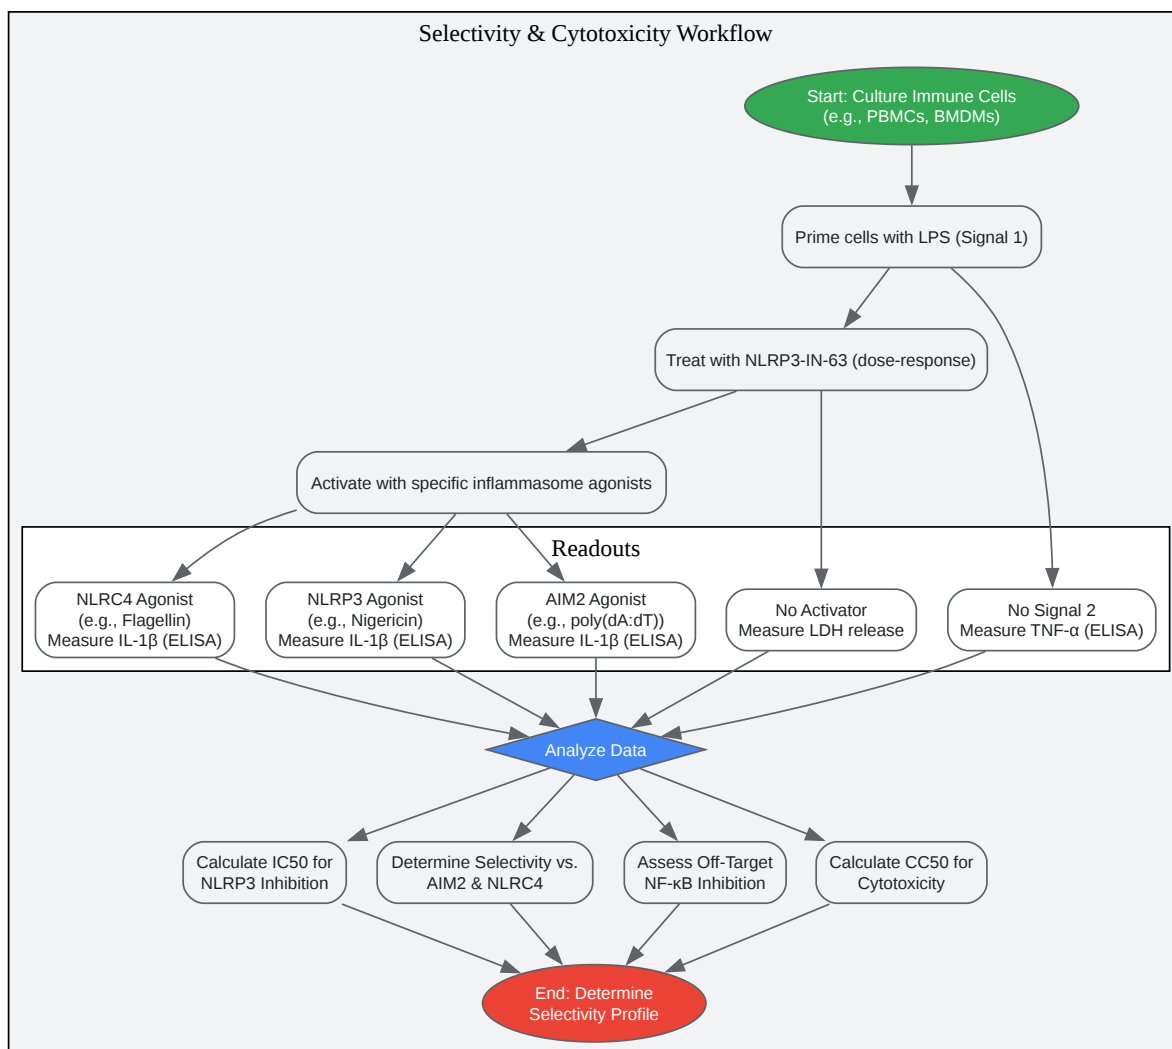 Selectivity & Cytotoxicity Workflow
Start: Culture Immune Cells
(e.g., PBMCs, BMDMs)
Prime cells with LPS (Signal 1)
Treat with NLRP3-IN-63 (dose-response)
Activate with specific inflammasome agonists
Readouts
NLRC4 Agonist
(e.g., Flagellin)
Measure IL-1β (ELISA)
NLRP3 Agonist
(e.g., Nigericin)
Measure IL-1β (ELISA)
AIM2 Agonist
(e.g., poly(dA:dT))
Measure IL-1β (ELISA)
No Activator
Measure LDH release
No Signal 2
Measure TNF-α (ELISA)
Analyze Data
Calculate IC50 for
NLRP3 Inhibition
Determine Selectivity vs.
AIM2 & NLRC4
Assess Off-Target
NF-κB Inhibition
Calculate CC50 for
Cytotoxicity
End: Determine
Selectivity Profile